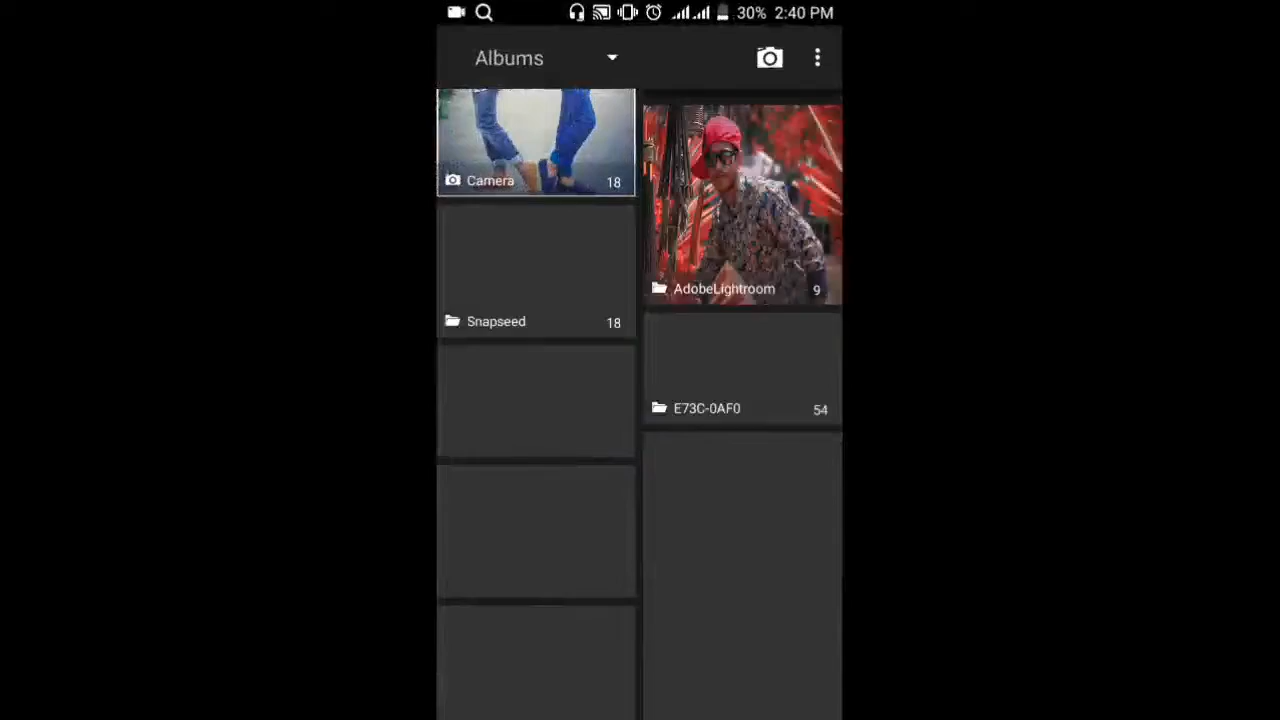 30% 2:40 PM
Albums
Camera 18
AdobeLightroom 9
Snapseed 18
E73C-0AF0 54